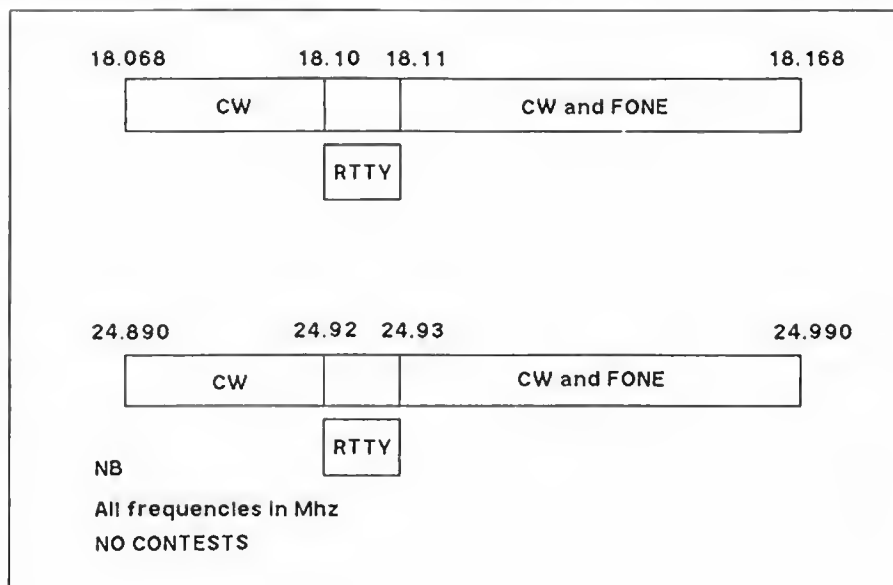 18.068 18.10 18.11 18.168
CW CW and FONE
RTTY
24.890 24.92 24.93 24.990
CW CW and FONE
RTTY
NB
All frequencies in Mhz
NO CONTESTS